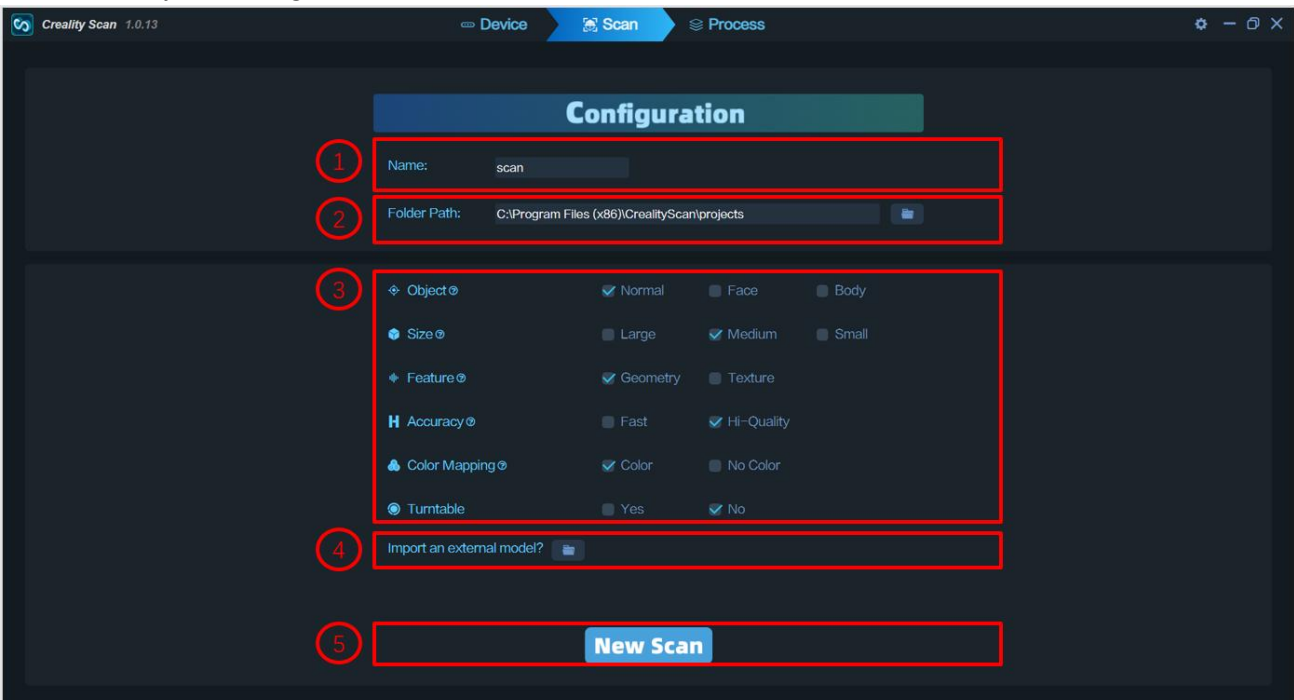 Creality Scan 1.0.13 Device Scan Process
Configuration
1 Name: scan
2 Folder Path: C:\Program Files (x86)\CrealityScan\projects
3 Object Normal Face Body
Size Large Medium Small
Feature Geometry Texture
H Accuracy Fast Hi-Quality
Color Mapping Color No Color
Turntable Yes No
4 Import an external model?
5 New Scan